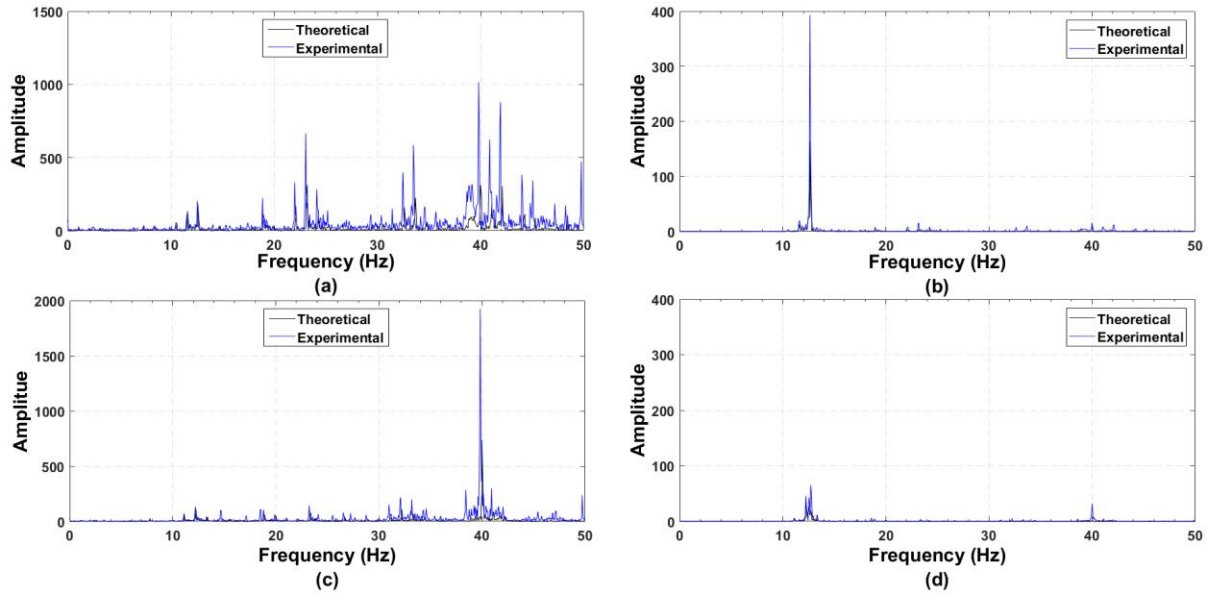 1500
1000
500
0
Amplitude
Theoretical
Experimental
0 10 20 30 40 50
Frequency (Hz)
(a)
400
300
200
100
0
Amplitude
Theoretical
Experimental
0 10 20 30 40 50
Frequency (Hz)
(b)
2000
1500
1000
500
0
Amplitue
Theoretical
Experimental
0 10 20 30 40 50
Frequency (Hz)
(c)
400
300
200
100
0
Amplitude
Theoretical
Experimental
0 10 20 30 40 50
Frequency (Hz)
(d)